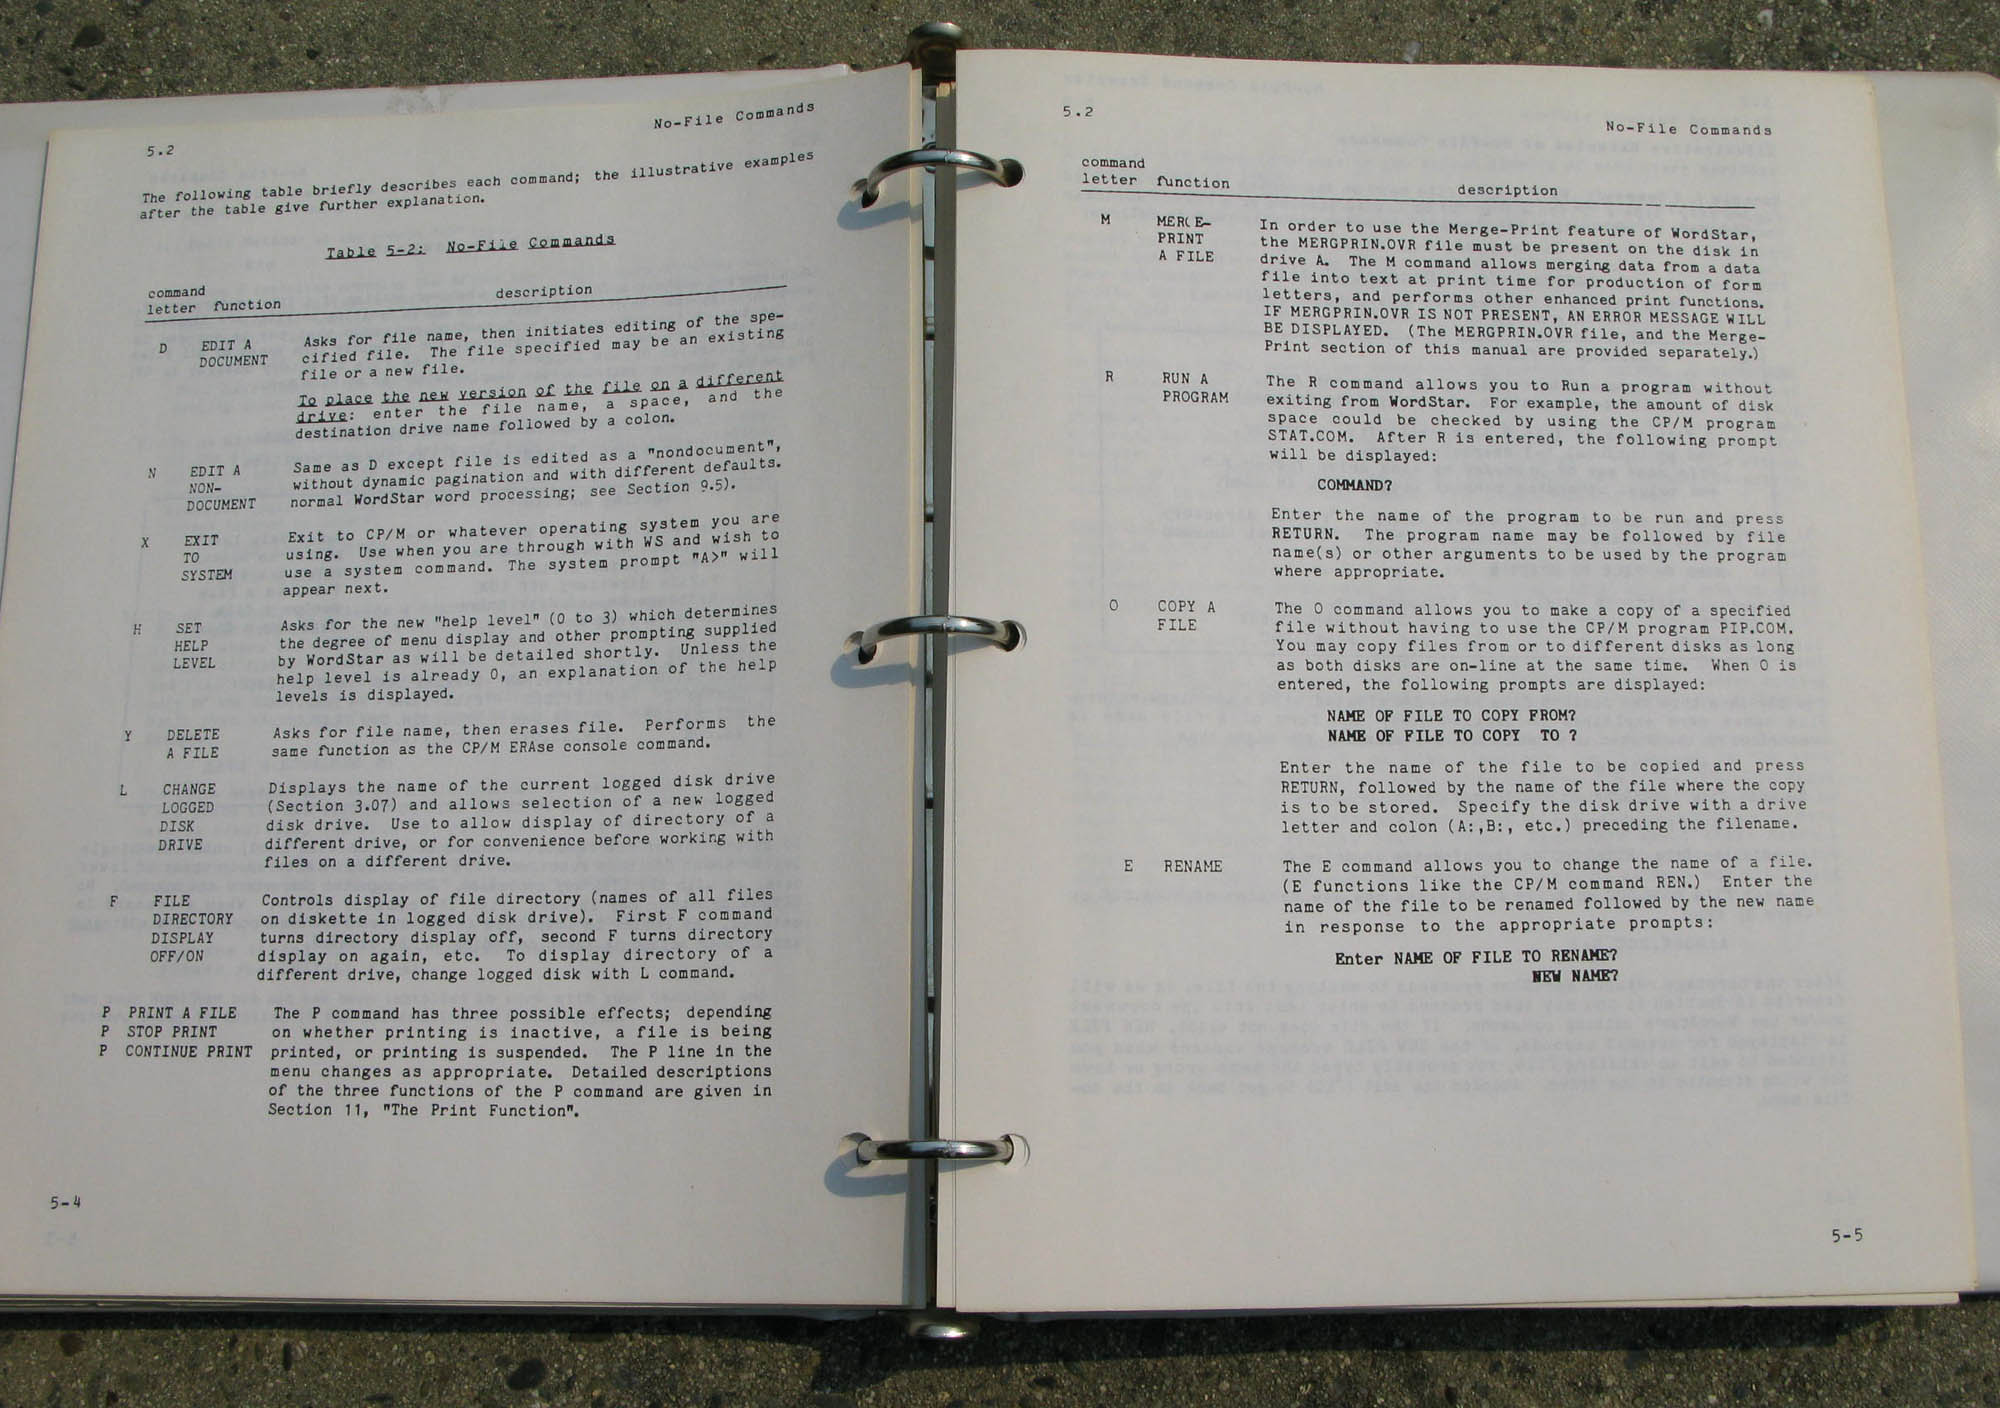 5.2 No-File Commands
The following table briefly describes each command; the illustrative examples
after the table give further explanation.
Table 5-2: No-File Commands
command
letter function description
D EDIT A Asks for file name, then initiates editing of the spe-
DOCUMENT cified file. The file specified may be an existing
file or a new file.
To place the new version of the file on a different
drive: enter the file name, a space, and the
destination drive name followed by a colon.
N EDIT A Same as D except file is edited as a "nondocument",
NON- without dynamic pagination and with different defaults.
DOCUMENT normal WordStar word processing; see Section 9.5).
X EXIT Exit to CP/M or whatever operating system you are
TO using. Use when you are through with WS and wish to
SYSTEM use a system command. The system prompt "A>" will
appear next.
H SET Asks for the new "help level" (0 to 3) which determines
HELP the degree of menu display and other prompting supplied
LEVEL by WordStar as will be detailed shortly. Unless the
help level is already 0, an explanation of the help
levels is displayed.
Y DELETE Asks for file name, then erases file. Performs the
A FILE same function as the CP/M ERAse console command.
L CHANGE Displays the name of the current logged disk drive
LOGGED (Section 3.07) and allows selection of a new logged
DISK disk drive. Use to allow display of directory of a
DRIVE different drive, or for convenience before working with
files on a different drive.
F FILE Controls display of file directory (names of all files
DIRECTORY on diskette in logged disk drive). First F command
DISPLAY turns directory display off, second F turns directory
OFF/ON display on again, etc. To display directory of a
different drive, change logged disk with L command.
P PRINT A FILE The P command has three possible effects; depending
P STOP PRINT on whether printing is inactive, a file is being
P CONTINUE PRINT printed, or printing is suspended. The P line in the
menu changes as appropriate. Detailed descriptions
of the three functions of the P command are given in
Section 11, "The Print Function".
5-4
5.2 No-File Commands
command
letter function description
M MERGE- In order to use the Merge-Print feature of WordStar,
PRINT the MERGPRIN.OVR file must be present on the disk in
A FILE drive A. The M command allows merging data from a data
file into text at print time for production of form
letters, and performs other enhanced print functions.
IF MERGPRIN.OVR IS NOT PRESENT, AN ERROR MESSAGE WILL
BE DISPLAYED. (The MERGPRIN.OVR file, and the Merge-
Print section of this manual are provided separately.)
R RUN A The R command allows you to Run a program without
PROGRAM exiting from WordStar. For example, the amount of disk
space could be checked by using the CP/M program
STAT.COM. After R is entered, the following prompt
will be displayed:
COMMAND?
Enter the name of the program to be run and press
RETURN. The program name may be followed by file
name(s) or other arguments to be used by the program
where appropriate.
O COPY A The O command allows you to make a copy of a specified
FILE file without having to use the CP/M program PIP.COM.
You may copy files from or to different disks as long
as both disks are on-line at the same time. When O is
entered, the following prompts are displayed:
NAME OF FILE TO COPY FROM?
NAME OF FILE TO COPY TO ?
Enter the name of the file to be copied and press
RETURN, followed by the name of the file where the copy
is to be stored. Specify the disk drive with a drive
letter and colon (A:,B:, etc.) preceding the filename.
E RENAME The E command allows you to change the name of a file.
(E functions like the CP/M command REN.) Enter the
name of the file to be renamed followed by the new name
in response to the appropriate prompts:
Enter NAME OF FILE TO RENAME?
NEW NAME?
5-5